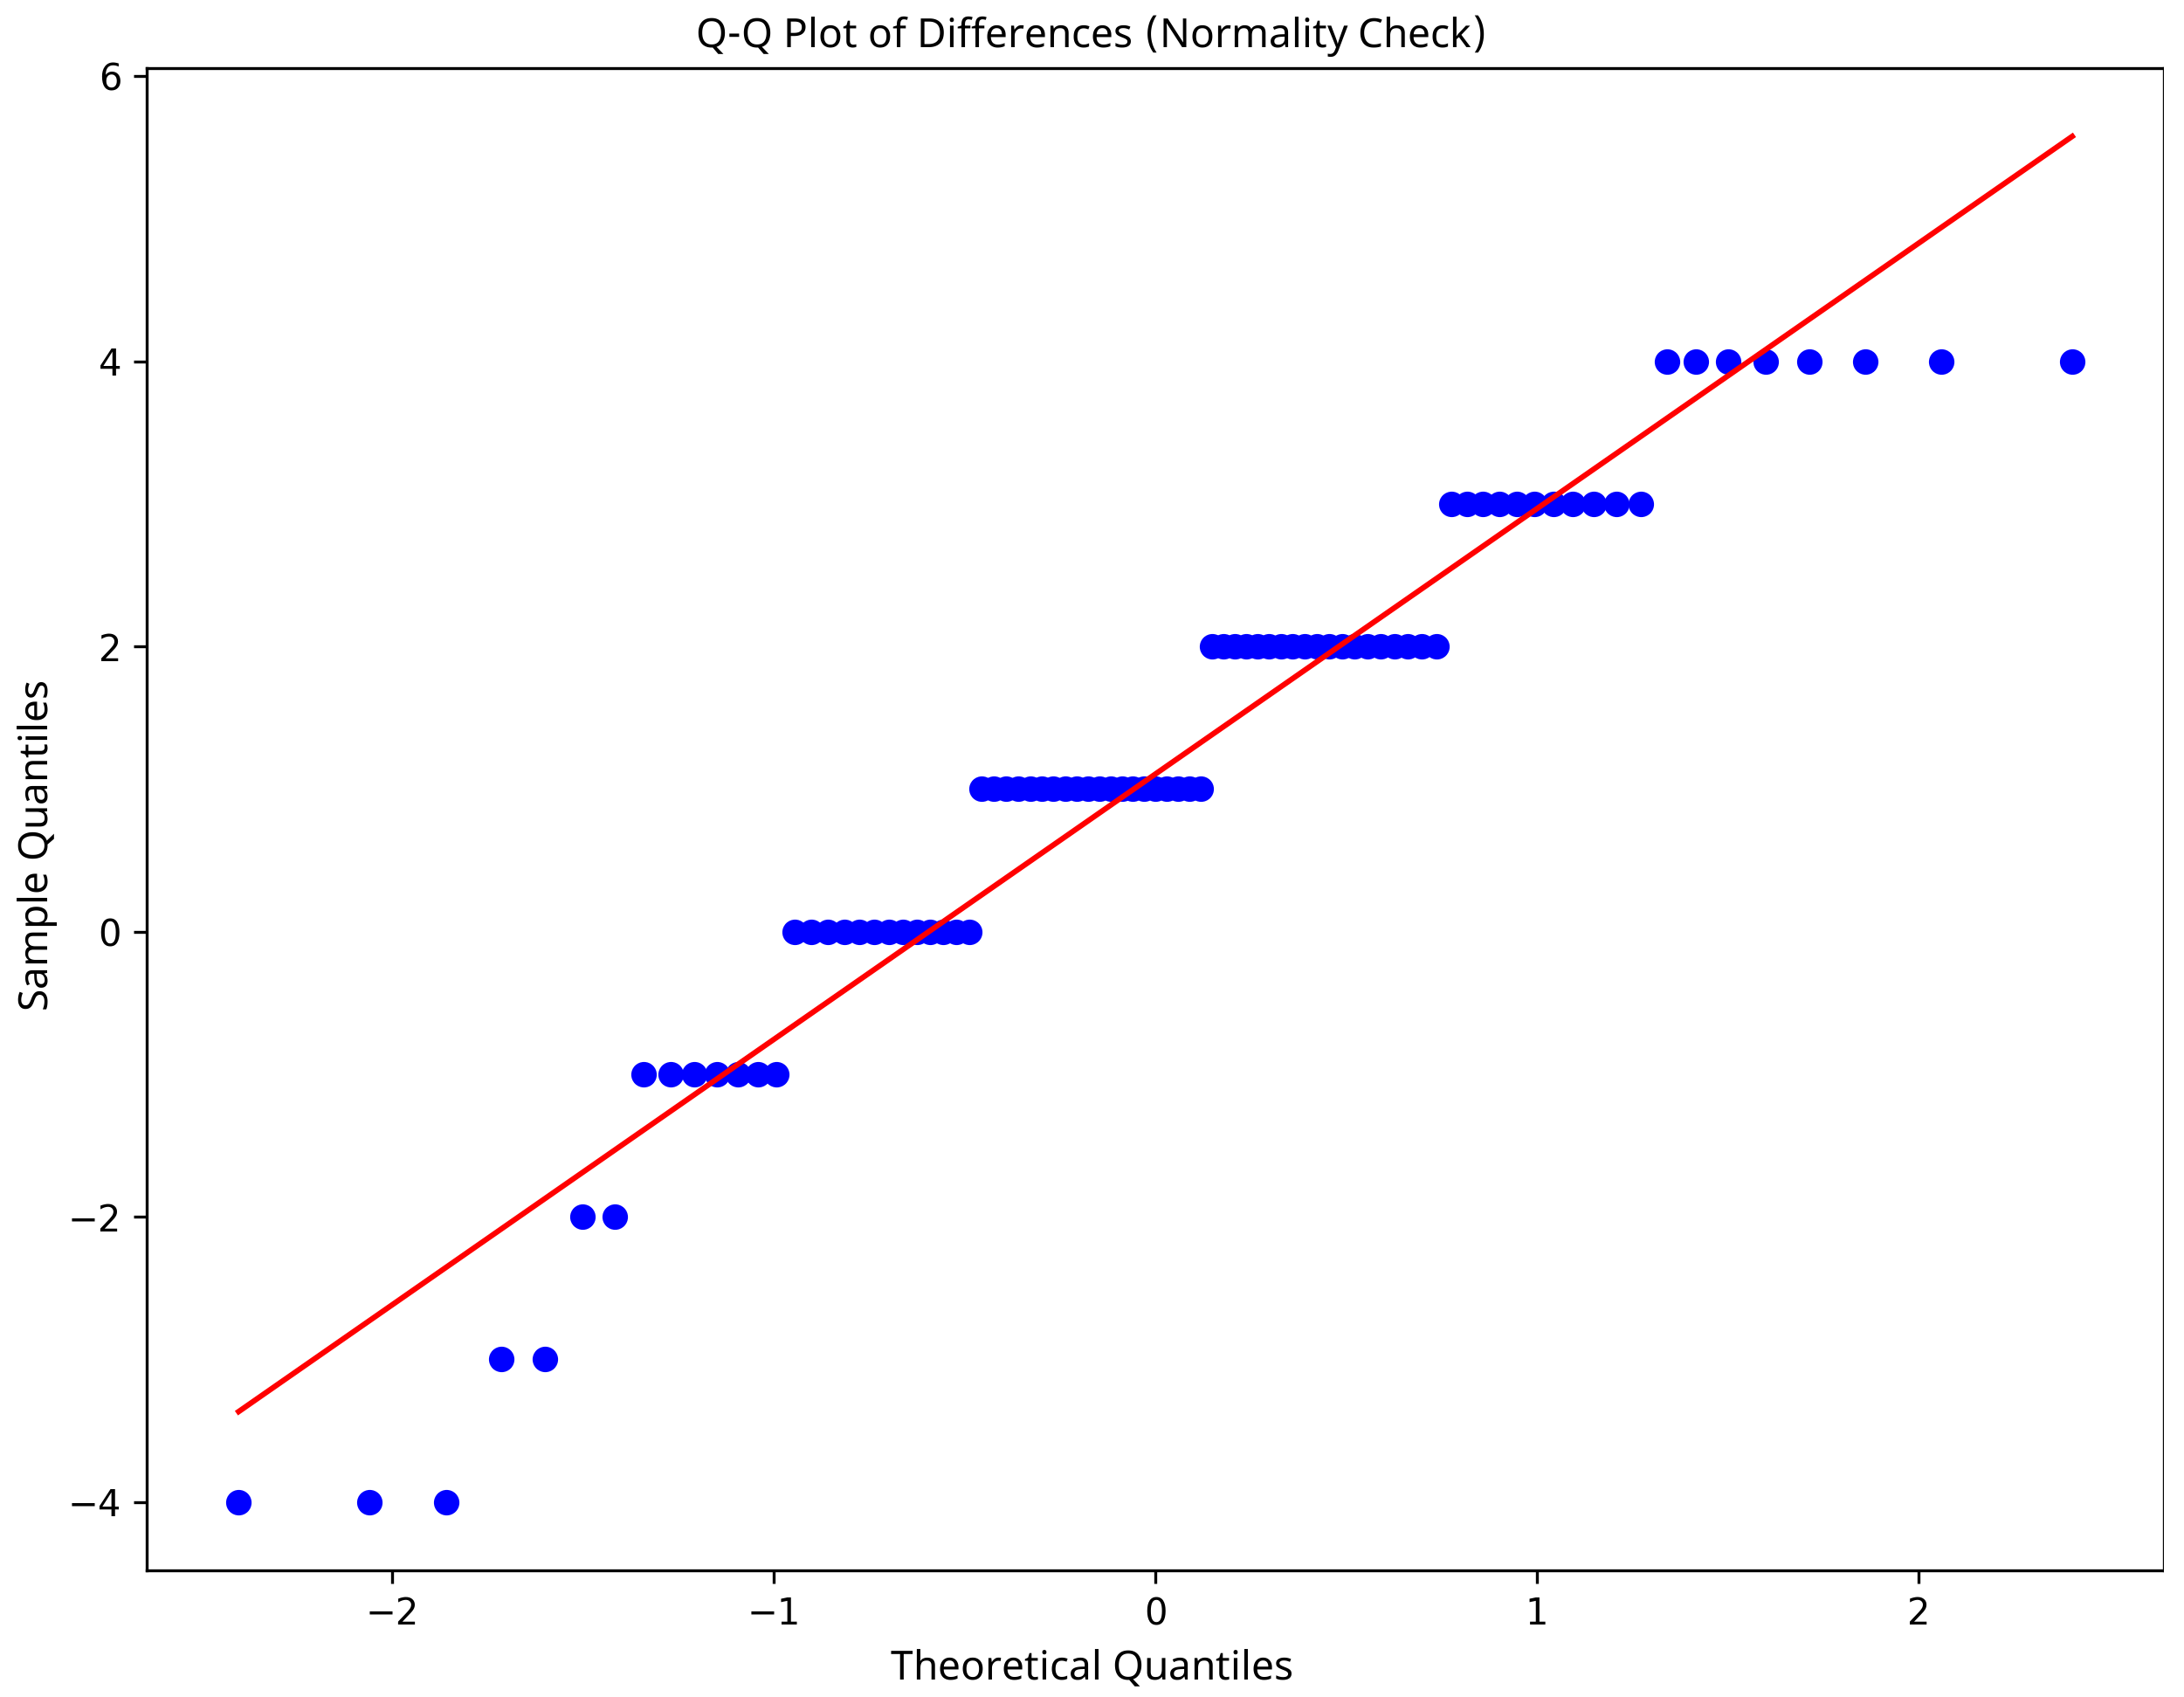 Q-Q Plot of Differences (Normality Check)
6
4
2
0
−2
−4
Sample Quantiles
−2 −1 0 1 2
Theoretical Quantiles